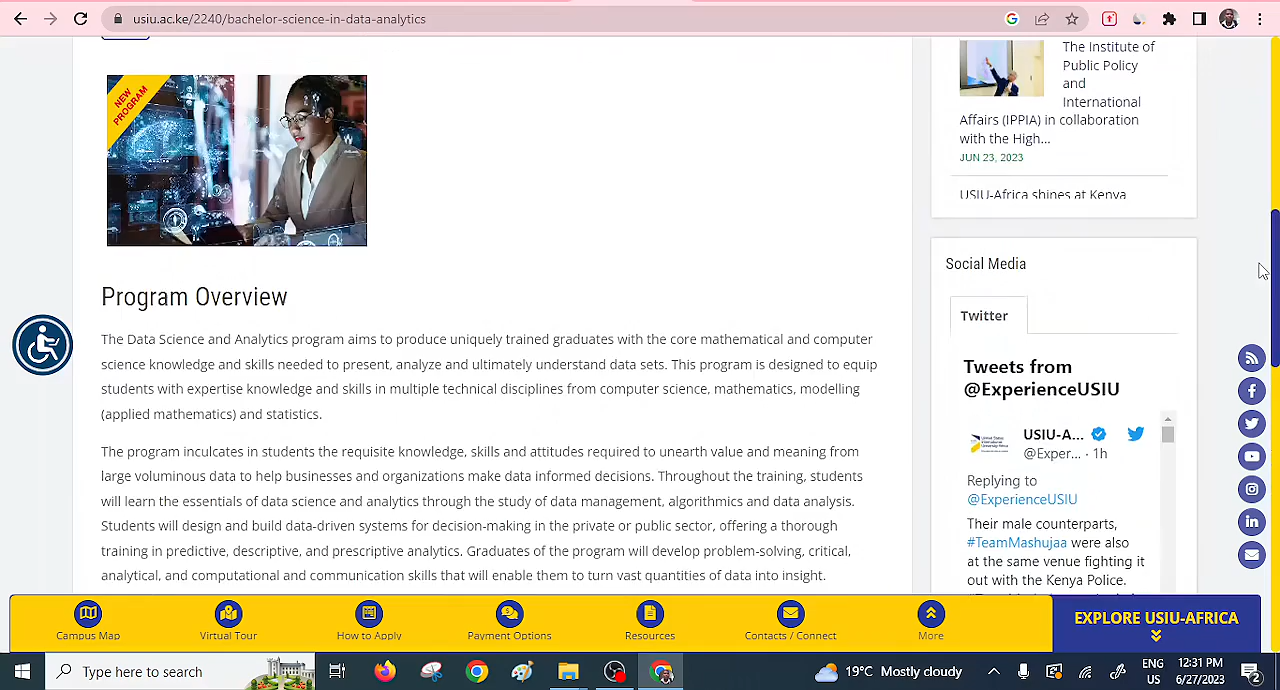 usiu.ac.ke/2240/bachelor-science-in-data-analytics
NEW
PROGRAM
Program Overview
The Data Science and Analytics program aims to produce uniquely trained graduates with the core mathematical and computer
science knowledge and skills needed to present, analyze and ultimately understand data sets. This program is designed to equip
students with expertise knowledge and skills in multiple technical disciplines from computer science, mathematics, modelling
(applied mathematics) and statistics.
The program inculcates in students the requisite knowledge, skills and attitudes required to unearth value and meaning from
large voluminous data to help businesses and organizations make data informed decisions. Throughout the training, students
will learn the essentials of data science and analytics through the study of data management, algorithmics and data analysis.
Students will design and build data-driven systems for decision-making in the private or public sector, offering a thorough
training in predictive, descriptive, and prescriptive analytics. Graduates of the program will develop problem-solving, critical,
analytical, and computational and communication skills that will enable them to turn vast quantities of data into insight.
The Institute of
Public Policy
and
International
Affairs (IPPIA) in collaboration
with the High...
JUN 23, 2023
USIU-Africa shines at Kenya
Social Media
Twitter
Tweets from
@ExperienceUSIU
USIU-A...
@Exper... · 1h
Replying to
@ExperienceUSIU
Their male counterparts,
#TeamMashujaa were also
at the same venue fighting it
out with the Kenya Police.
Campus Map
Virtual Tour
How to Apply
Payment Options
Resources
Contacts / Connect
More
EXPLORE USIU-AFRICA
Type here to search
19°C Mostly cloudy
ENG
US
12:31 PM
6/27/2023
2